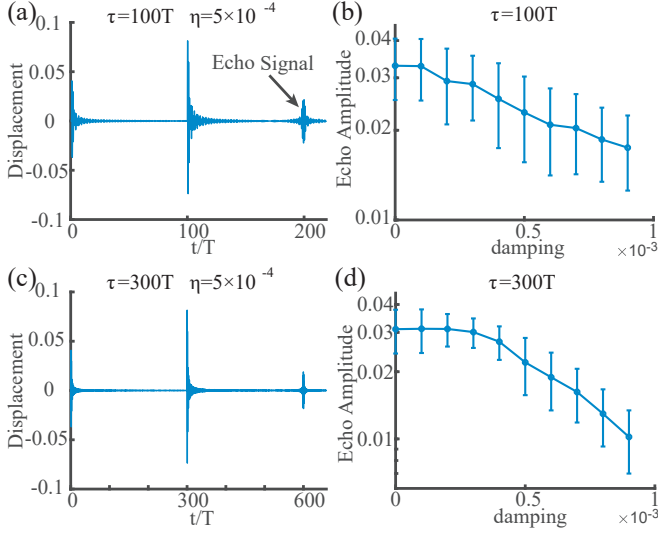 (a) τ=100T η=5×10 -4
0.1
0.05
0
-0.05
-0.1
Displacement
Echo Signal
0 100 200
t/T
(b) τ=100T
0.04
0.03
0.02
0.01
Echo Amplitude
0 0.5 1
damping ×10 -3
(c) τ=300T η=5×10 -4
0.1
0.05
0
-0.05
-0.1
Displacement
0 300 600
t/T
(d) τ=300T
0.04
0.03
0.01
Echo Amplitude
0 0.5 1
damping ×10 -3